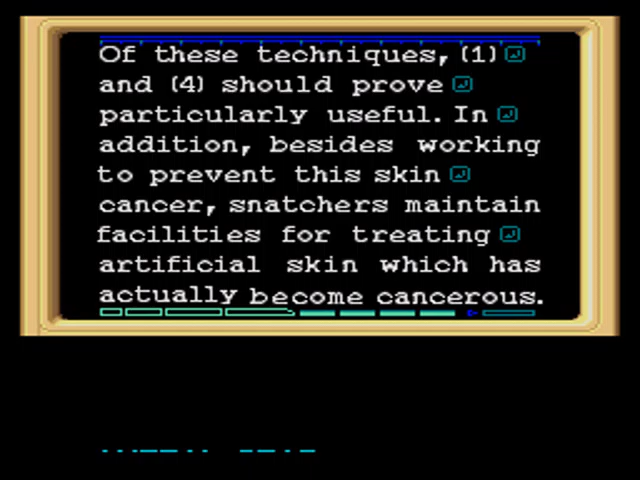 Of these techniques, (1)
and (4) should prove
particularly useful. In
addition, besides working
to prevent this skin
cancer, snatchers maintain
facilities for treating
artificial skin which has
actually become cancerous.